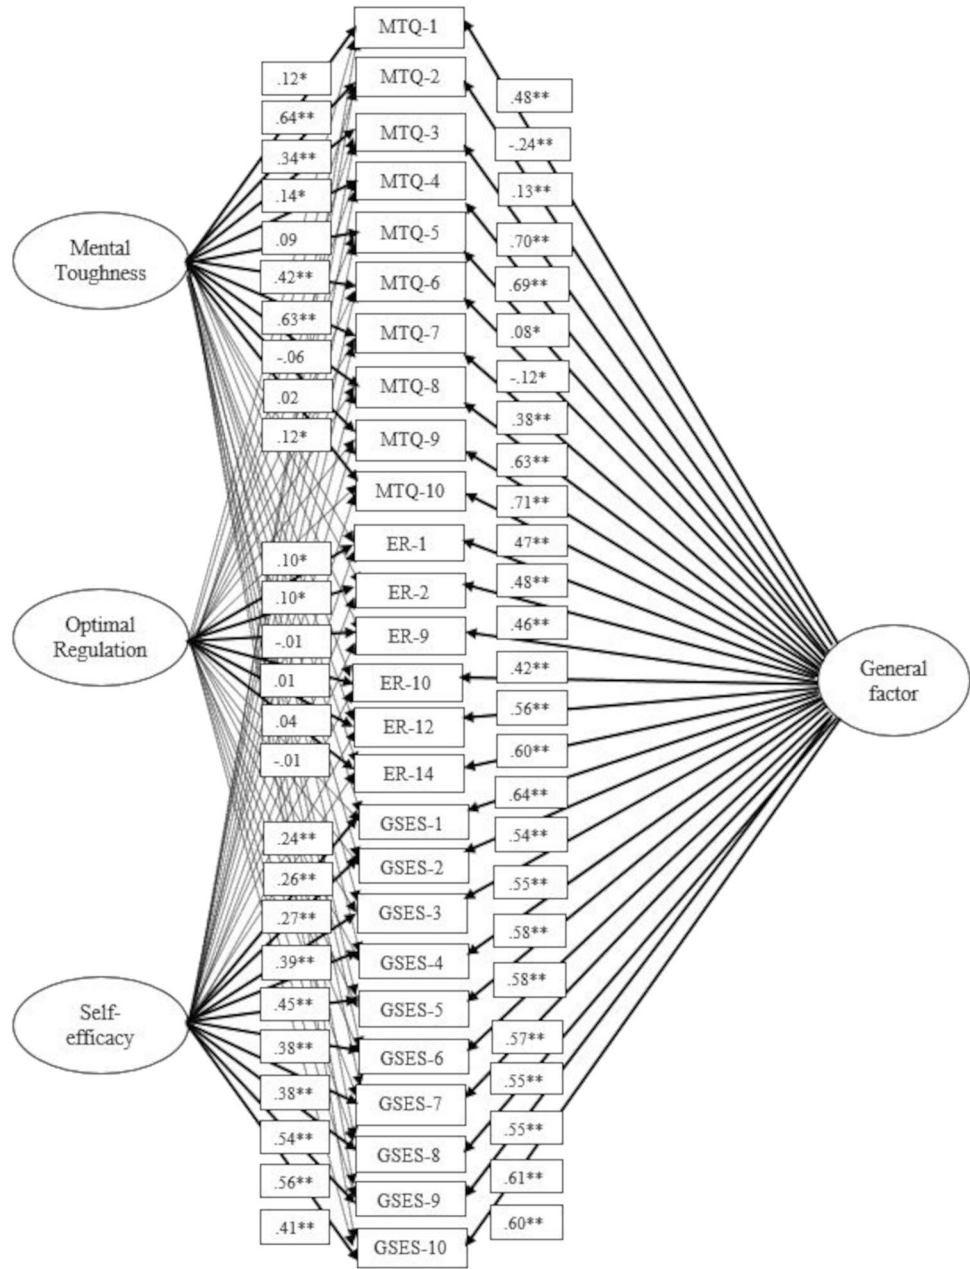 MTQ-1
MTQ-2
MTQ-3
MTQ-4
MTQ-5
MTQ-6
MTQ-7
MTQ-8
MTQ-9
MTQ-10
ER-1
ER-2
ER-9
ER-10
ER-12
ER-14
GSES-1
GSES-2
GSES-3
GSES-4
GSES-5
GSES-6
GSES-7
GSES-8
GSES-9
GSES-10
Mental
Toughness
.12*
.64**
.34**
.14*
.09
.42**
.63**
-.06
.02
.12*
Optimal
Regulation
.10*
.10*
-.01
.01
.04
-.01
Self-
efficacy
.24**
.26**
.27**
.39**
.45**
.38**
.38**
.54**
.56**
.41**
.48**
-.24**
.13**
.70**
.69**
.08*
-.12*
.38**
.63**
.71**
.47**
.48**
.46**
.42**
.56**
.60**
.64**
.54**
.55**
.58**
.58**
.57**
.55**
.55**
.61**
.60**
General
factor